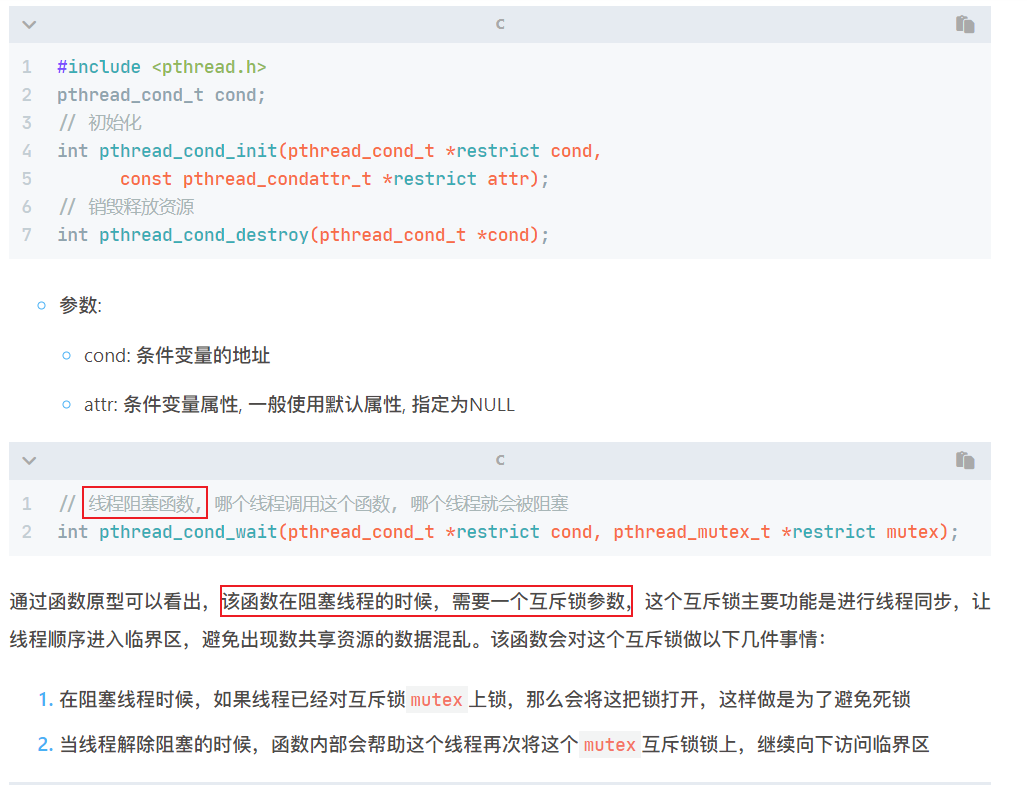 C
1 #include <pthread.h>
2 pthread_cond_t cond;
3 // 初始化
4 int pthread_cond_init(pthread_cond_t *restrict cond,
5 const pthread_condattr_t *restrict attr);
6 // 销毁释放资源
7 int pthread_cond_destroy(pthread_cond_t *cond);
参数:
cond: 条件变量的地址
attr: 条件变量属性, 一般使用默认属性, 指定为NULL
C
1 // 线程阻塞函数, 哪个线程调用这个函数, 哪个线程就会被阻塞
2 int pthread_cond_wait(pthread_cond_t *restrict cond, pthread_mutex_t *restrict mutex);
通过函数原型可以看出，该函数在阻塞线程的时候，需要一个互斥锁参数，这个互斥锁主要功能是进行线程同步，让
线程顺序进入临界区，避免出现数共享资源的数据混乱。该函数会对这个互斥锁做以下几件事情：
1. 在阻塞线程时候，如果线程已经对互斥锁 mutex 上锁，那么会将这把锁打开，这样做是为了避免死锁
2. 当线程解除阻塞的时候，函数内部会帮助这个线程再次将这个 mutex 互斥锁锁上，继续向下访问临界区